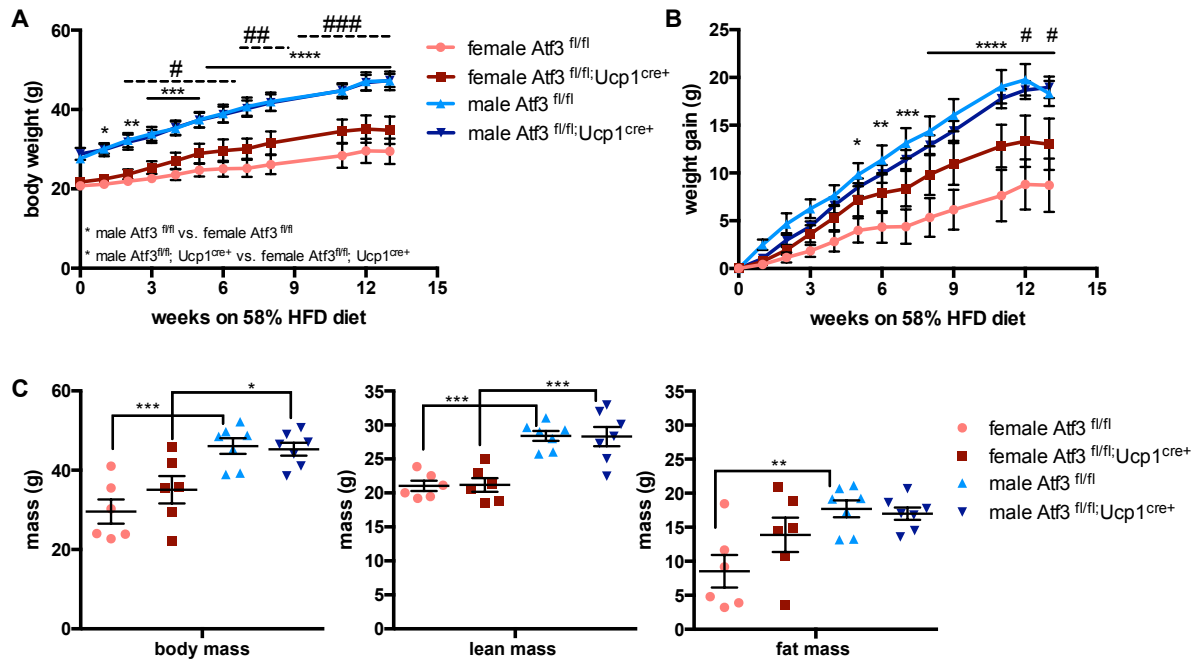 A
body weight (g)
60
40
20
0
0 3 6 9 12 15
weeks on 58% HFD diet
* ** *** # ## ### ****
* male Atf3 fl/fl vs. female Atf3 fl/fl
* male Atf3fl/fl; Ucp1cre+ vs. female Atf3fl/fl; Ucp1cre+
female Atf3 fl/fl
female Atf3 fl/fl;Ucp1cre+
male Atf3 fl/fl
male Atf3 fl/fl;Ucp1cre+
B
weight gain (g)
25
20
15
10
5
0
0 3 6 9 12 15
weeks on 58% HFD diet
* ** *** **** # #
C
mass (g)
60
40
20
0
*** *
body mass
mass (g)
35
30
25
20
15
10
5
0
*** ***
lean mass
mass (g)
35
30
25
20
15
10
5
0
**
fat mass
female Atf3 fl/fl
female Atf3 fl/fl;Ucp1cre+
male Atf3 fl/fl
male Atf3 fl/fl;Ucp1cre+